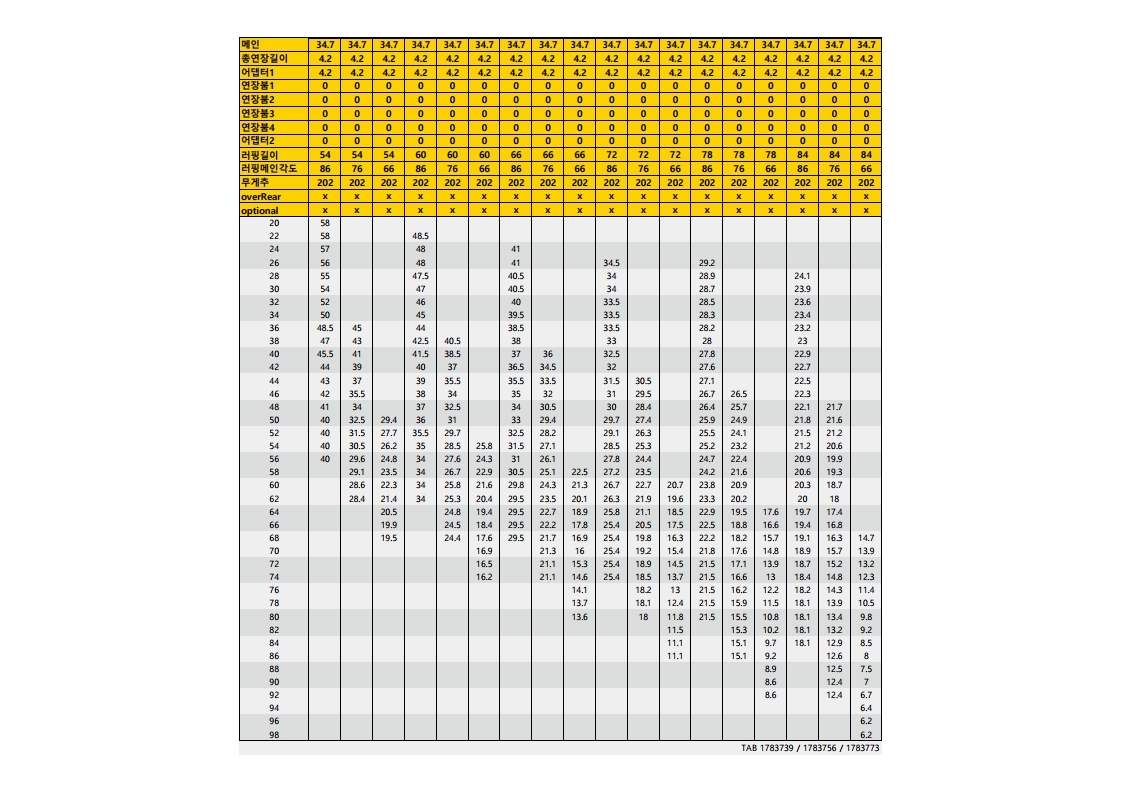 메인 34.7 34.7 34.7 34.7 34.7 34.7 34.7 34.7 34.7 34.7 34.7 34.7 34.7 34.7 34.7 34.7 34.7 34.7
총연장길이 4.2 4.2 4.2 4.2 4.2 4.2 4.2 4.2 4.2 4.2 4.2 4.2 4.2 4.2 4.2 4.2 4.2 4.2
어댑터1 4.2 4.2 4.2 4.2 4.2 4.2 4.2 4.2 4.2 4.2 4.2 4.2 4.2 4.2 4.2 4.2 4.2 4.2
연장붐1 0 0 0 0 0 0 0 0 0 0 0 0 0 0 0 0 0 0
연장붐2 0 0 0 0 0 0 0 0 0 0 0 0 0 0 0 0 0 0
연장붐3 0 0 0 0 0 0 0 0 0 0 0 0 0 0 0 0 0 0
연장붐4 0 0 0 0 0 0 0 0 0 0 0 0 0 0 0 0 0 0
어댑터2 0 0 0 0 0 0 0 0 0 0 0 0 0 0 0 0 0 0
러핑길이 54 54 54 60 60 60 66 66 66 72 72 72 78 78 78 84 84 84
러핑메인각도 86 76 66 86 76 66 86 76 66 86 76 66 86 76 66 86 76 66
무게추 202 202 202 202 202 202 202 202 202 202 202 202 202 202 202 202 202 202
overRear x x x x x x x x x x x x x x x x x x
optional x x x x x x x x x x x x x x x x x x
20 58
22 58 48.5
24 57 48 41
26 56 48 41 34.5 29.2
28 55 47.5 40.5 34 28.9 24.1
30 54 47 40.5 34 28.7 23.9
32 52 46 40 33.5 28.5 23.6
34 50 45 39.5 33.5 28.3 23.4
36 48.5 45 44 38.5 33.5 28.2 23.2
38 47 43 42.5 40.5 38 33 28 23
40 45.5 41 41.5 38.5 37 36 32.5 27.8 22.9
42 44 39 40 37 36.5 34.5 32 27.6 22.7
44 43 37 39 35.5 35.5 33.5 31.5 30.5 27.1 22.5
46 42 35.5 38 34 35 32 31 29.5 26.7 26.5 22.3
48 41 34 37 32.5 34 30.5 30 28.4 26.4 25.7 22.1 21.7
50 40 32.5 29.4 36 31 33 29.4 29.7 27.4 25.9 24.9 21.8 21.6
52 40 31.5 27.7 35.5 29.7 32.5 28.2 29.1 26.3 25.5 24.1 21.5 21.2
54 40 30.5 26.2 35 28.5 25.8 31.5 27.1 28.5 25.3 25.2 23.2 21.2 20.6
56 40 29.6 24.8 34 27.6 24.3 31 26.1 27.8 24.4 24.7 22.4 20.9 19.9
58 29.1 23.5 34 26.7 22.9 30.5 25.1 22.5 27.2 23.5 24.2 21.6 20.6 19.3
60 28.6 22.3 34 25.8 21.6 29.8 24.3 21.3 26.7 22.7 20.7 23.8 20.9 20.3 18.7
62 28.4 21.4 34 25.3 20.4 29.5 23.5 20.1 26.3 21.9 19.6 23.3 20.2 20 18
64 20.5 24.8 19.4 29.5 22.7 18.9 25.8 21.1 18.5 22.9 19.5 17.6 19.7 17.4
66 19.9 24.5 18.4 29.5 22.2 17.8 25.4 20.5 17.5 22.5 18.8 16.6 19.4 16.8
68 19.5 24.4 17.6 29.5 21.7 16.9 25.4 19.8 16.3 22.2 18.2 15.7 19.1 16.3 14.7
70 16.9 21.3 16 25.4 19.2 15.4 21.8 17.6 14.8 18.9 15.7 13.9
72 16.5 21.1 15.3 25.4 18.9 14.5 21.5 17.1 13.9 18.7 15.2 13.2
74 16.2 21.1 14.6 25.4 18.5 13.7 21.5 16.6 13 18.4 14.8 12.3
76 14.1 18.2 13 21.5 16.2 12.2 18.2 14.3 11.4
78 13.7 18.1 12.4 21.5 15.9 11.5 18.1 13.9 10.5
80 13.6 18 11.8 21.5 15.5 10.8 18.1 13.4 9.8
82 11.5 15.3 10.2 18.1 13.2 9.2
84 11.1 15.1 9.7 18.1 12.9 8.5
86 11.1 15.1 9.2 12.6 8
88 8.9 12.5 7.5
90 8.6 12.4 7
92 8.6 12.4 6.7
94 6.4
96 6.2
98 6.2
TAB 1783739 / 1783756 / 1783773